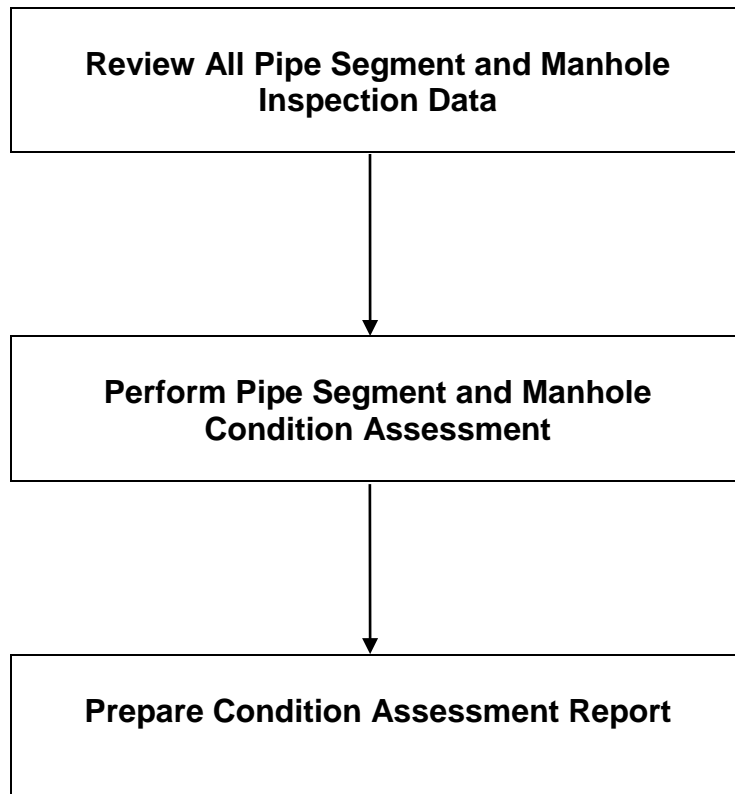 Review All Pipe Segment and Manhole
Inspection Data
Perform Pipe Segment and Manhole
Condition Assessment
Prepare Condition Assessment Report